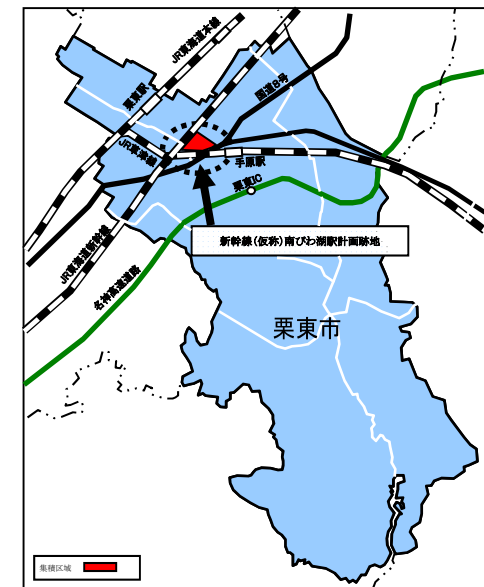 JR東海道本線
栗東駅
国道8号
JR草津線
手原駅
栗東IC
新幹線(仮称)南びわ湖駅計画跡地
JR東海道新幹線
名神高速道路
栗東市
集積区域